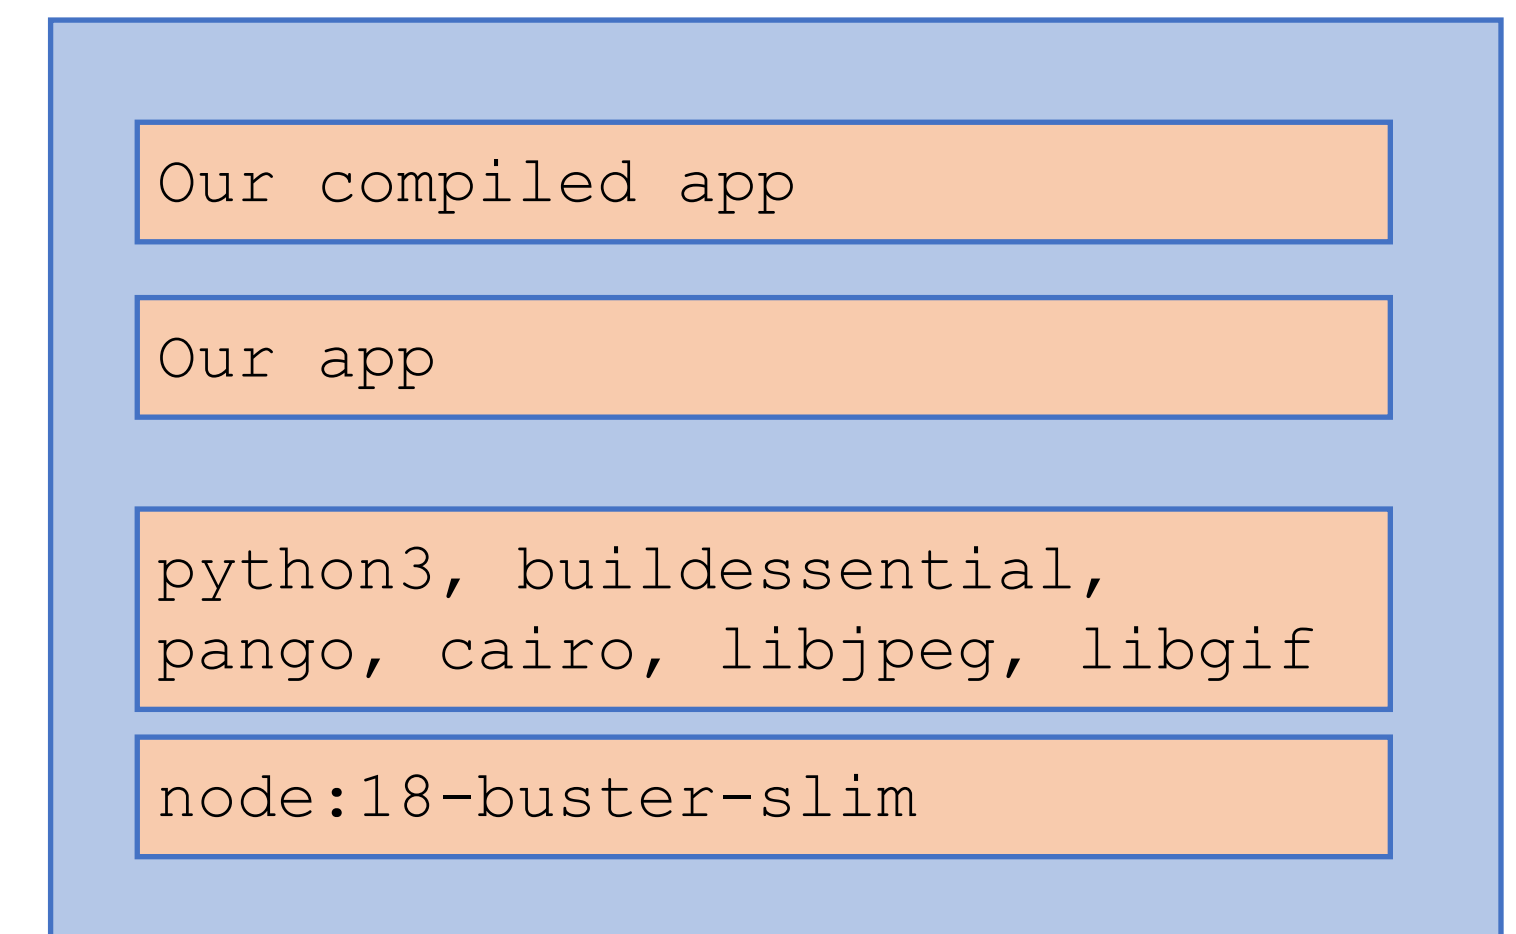 Our compiled app
Our app
python3, buildessential,
pango, cairo, libjpeg, libgif
node:18-buster-slim